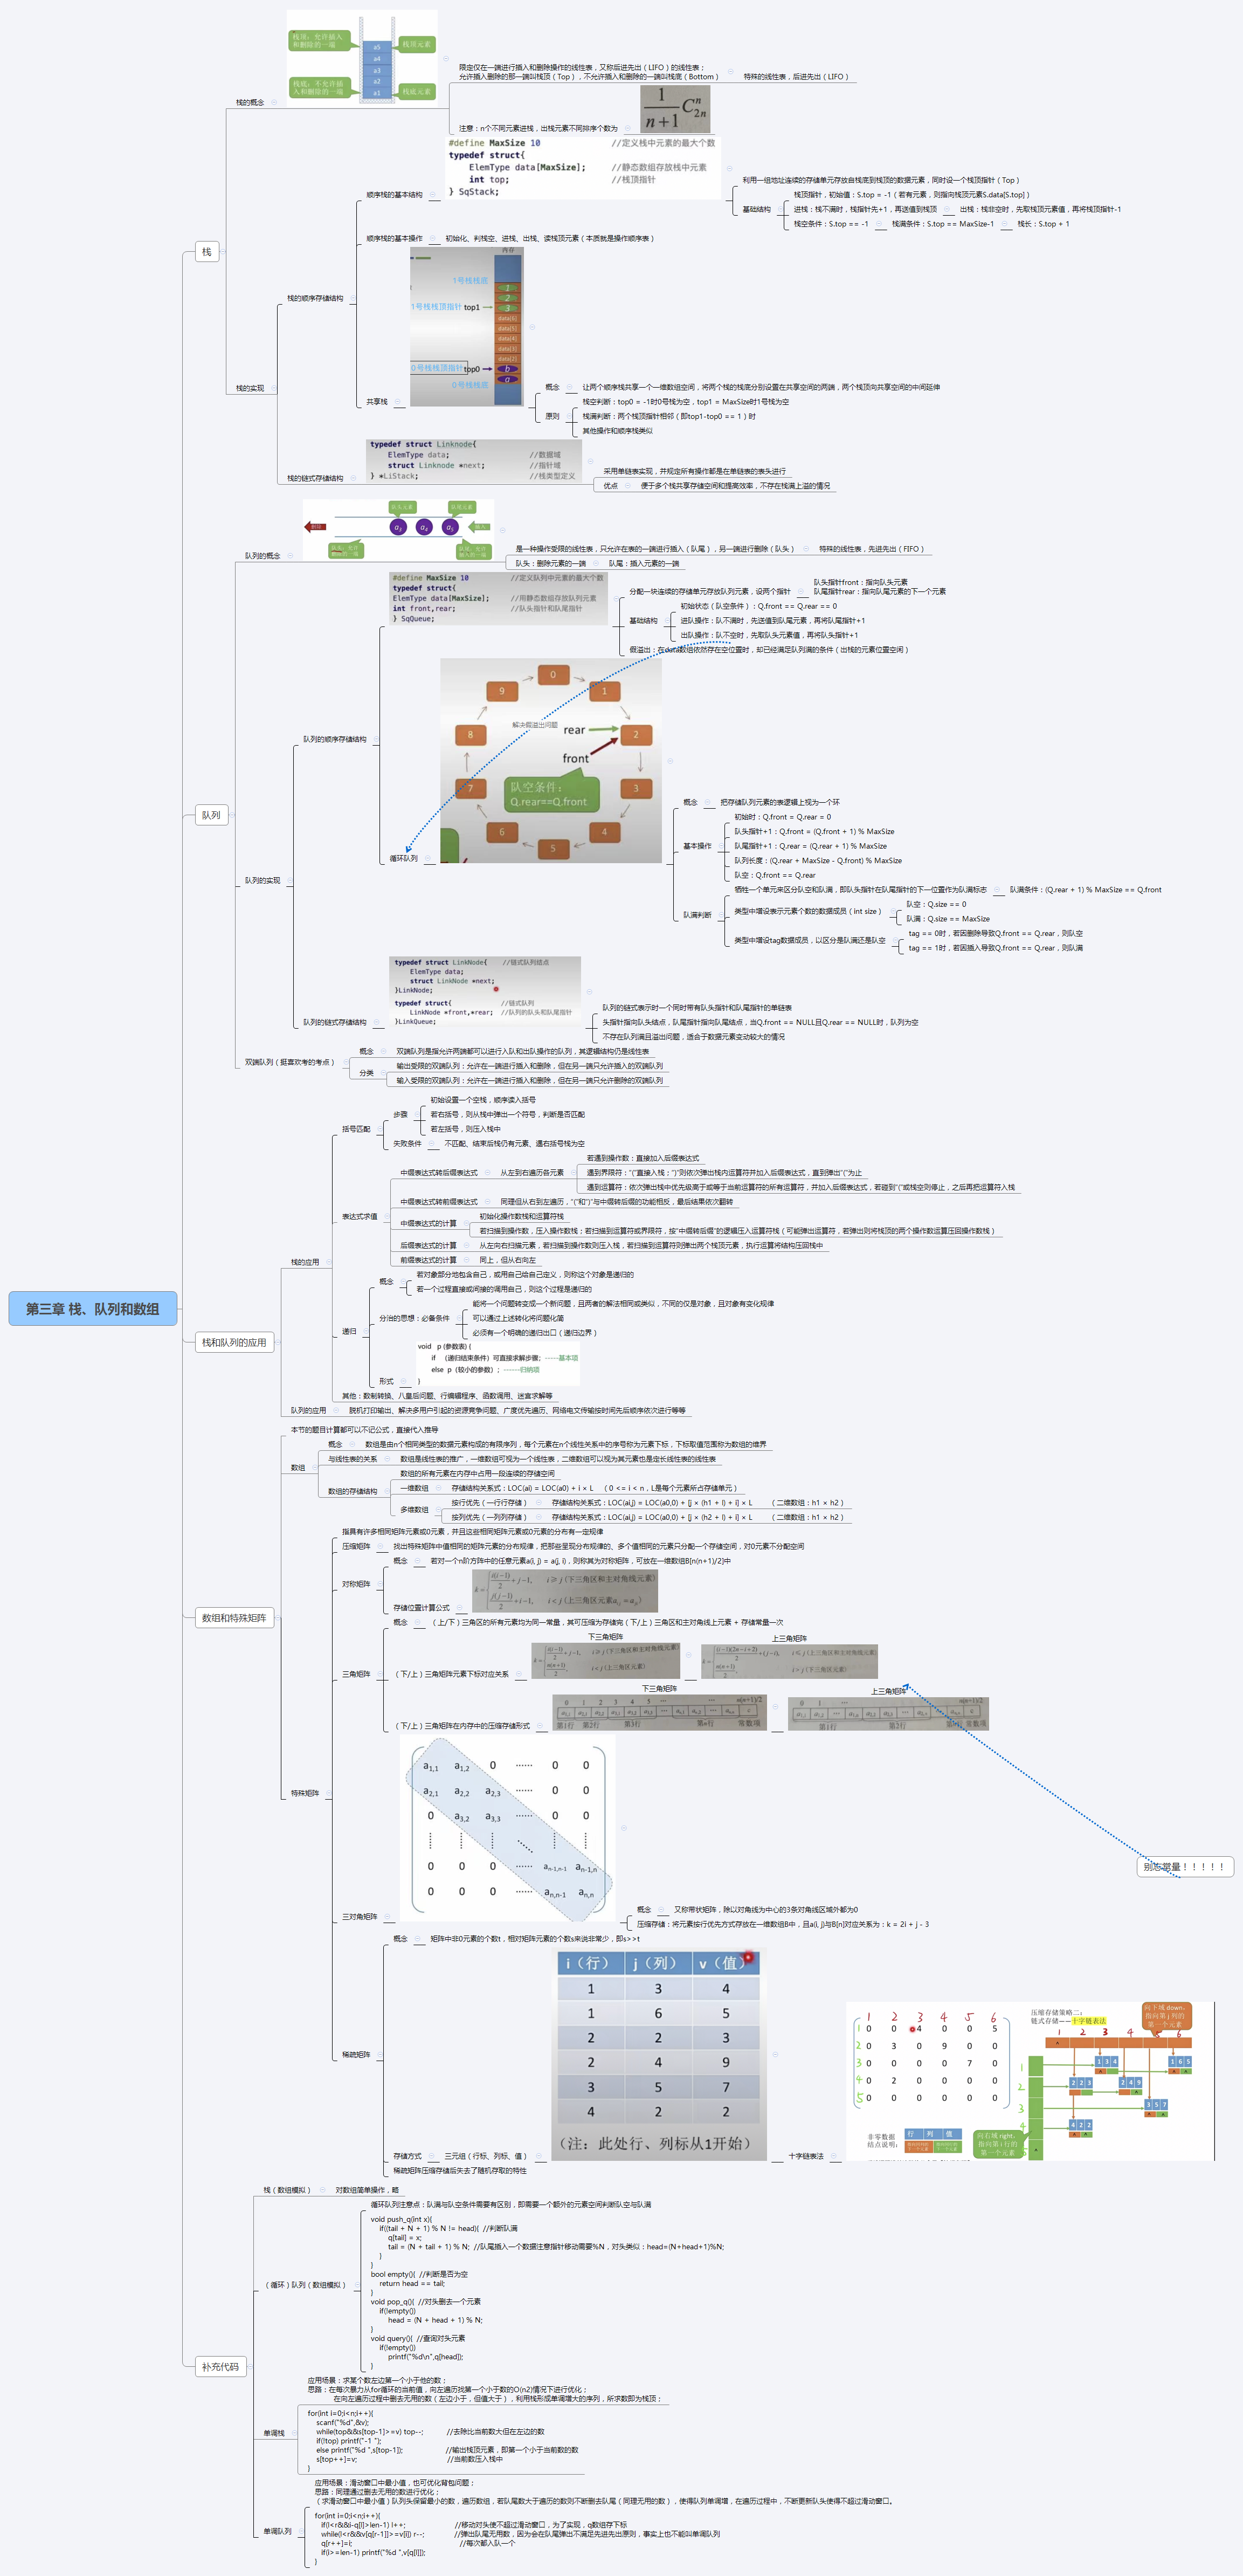 第三章 栈、队列和数组
栈
栈的概念
栈顶：允许插入和删除的一端
栈顶元素
栈底：不允许插入和删除的一端
栈底元素
a5
a4
a3
a2
a1
限定仅在一端进行插入和删除操作的线性表，又称后进先出（LIFO）的线性表；
允许插入删除的那一端叫栈顶（Top），不允许插入和删除的一端叫栈底（Bottom）
特殊的线性表，后进先出（LIFO）
注意：n个不同元素进栈，出栈元素不同排序个数为
1/(n+1) C_{2n}^{n}
栈的实现
栈的顺序存储结构
顺序栈的基本结构
#define MaxSize 10 //定义栈中元素的最大个数
typedef struct{
ElemType data[MaxSize]; //静态数组存放栈中元素
int top; //栈顶指针
} SqStack;
利用一组地址连续的存储单元存放自栈底到栈顶的数据元素，同时设一个栈顶指针（Top）
基础结构
栈顶指针，初始值：S.top = -1（若有元素，则指向栈顶元素S.data[S.top]）
进栈：栈不满时，栈指针先+1，再送值到栈顶
出栈：栈非空时，先取栈顶元素值，再将栈顶指针-1
栈空条件：S.top == -1
栈满条件：S.top == MaxSize-1
栈长：S.top + 1
顺序栈的基本操作
初始化、判栈空、进栈、出栈、读栈顶元素（本质就是操作顺序表）
共享栈
内存
1号栈栈底
1
2
3
1号栈栈顶指针 top1
data[6]
data[5]
data[4]
data[3]
data[2]
0号栈栈顶指针 top0
b
a
0号栈栈底
概念
让两个顺序栈共享一个一维数组空间，将两个栈的栈底分别设置在共享空间的两端，两个栈顶向共享空间的中间延伸
原则
栈空判断：top0 = -1时0号栈为空，top1 = MaxSize时1号栈为空
栈满判断：两个栈顶指针相邻（即top1-top0 == 1）时
其他操作和顺序栈类似
栈的链式存储结构
typedef struct Linknode{
ElemType data; //数据域
struct Linknode *next; //指针域
} *LiStack; //栈类型定义
采用单链表实现，并规定所有操作都是在单链表的表头进行
优点
便于多个栈共享存储空间和提高效率，不存在栈满上溢的情况
队列
队列的概念
队头元素
队尾元素
a3
a4
a5
是一种操作受限的线性表，只允许在表的一端进行插入（队尾），另一端进行删除（队头）
特殊的线性表，先进先出（FIFO）
队头：删除元素的一端
队尾：插入元素的一端
队列的实现
队列的顺序存储结构
#define MaxSize 10 //定义队列中元素的最大个数
typedef struct{
ElemType data[MaxSize]; //用静态数组存放队列元素
int front,rear; //队头指针和队尾指针
} SqQueue;
分配一块连续的存储单元存放队列元素，设两个指针
队头指针front：指向队头元素
队尾指针rear：指向队尾元素的下一个元素
基础结构
初始状态（队空条件）：Q.front == Q.rear == 0
进队操作：队不满时，先送值到队尾元素，再将队尾指针+1
出队操作：队不空时，先取队头元素值，再将队头指针+1
假溢出：在data数组依然存在空位置时，却已经满足队列满的条件（出栈的元素位置空闲）
解决假溢出问题
循环队列
0
1
2
3
4
5
6
7
8
9
rear
front
队空条件：
Q.rear==Q.front
概念
把存储队列元素的表逻辑上视为一个环
基本操作
初始时：Q.front = Q.rear = 0
队头指针+1：Q.front = (Q.front + 1) % MaxSize
队尾指针+1：Q.rear = (Q.rear + 1) % MaxSize
队列长度：(Q.rear + MaxSize - Q.front) % MaxSize
队空：Q.front == Q.rear
队满判断
牺牲一个单元来区分队空和队满，即队头指针在队尾指针的下一位置作为队满标志
队满条件：(Q.rear + 1) % MaxSize == Q.front
类型中增设表示元素个数的数据成员（int size）
队空：Q.size == 0
队满：Q.size == MaxSize
类型中增设tag数据成员，以区分是队满还是队空
tag == 0时，若因删除导致Q.front == Q.rear，则队空
tag == 1时，若因插入导致Q.front == Q.rear，则队满
队列的链式存储结构
typedef struct LinkNode{ //链式队列结点
ElemType data;
struct LinkNode *next;
}LinkNode;
typedef struct{ //链式队列
LinkNode *front,*rear; //队列的队头和队尾指针
}LinkQueue;
队列的链式表示时一个同时带有队头指针和队尾指针的单链表
头指针指向队头结点，队尾指针指向队尾结点，当Q.front == NULL且Q.rear == NULL时，队列为空
不存在队列满且溢出问题，适合于数据元素变动较大的情况
双端队列（挺喜欢考的考点）
概念
双端队列是指允许两端都可以进行入队和出队操作的队列，其逻辑结构仍是线性表
分类
输出受限的双端队列：允许在一端进行插入和删除，但在另一端只允许插入的双端队列
输入受限的双端队列：允许在一端进行插入和删除，但在另一端只允许删除的双端队列
栈和队列的应用
栈的应用
括号匹配
步骤
初始设置一个空栈，顺序读入括号
若右括号，则从栈中弹出一个符号，判断是否匹配
若左括号，则压入栈中
失败条件
不匹配、结束后栈仍有元素、遇右括号栈为空
表达式求值
中缀表达式转后缀表达式
从左到右遍历各元素
若遇到操作数：直接加入后缀表达式
遇到界限符：“(”直接入栈；“)”则依次弹出栈内运算符并加入后缀表达式，直到弹出“(”为止
遇到运算符：依次弹出栈中优先级高于或等于当前运算符的所有运算符，并加入后缀表达式，若碰到“(”或栈空则停止，之后再把运算符入栈
中缀表达式转前缀表达式
同理但从右到左遍历，“(”和“)”与中缀转后缀的功能相反，最后结果依次翻转
中缀表达式的计算
初始化操作数栈和运算符栈
若扫描到操作数，压入操作数栈；若扫描到运算符或界限符，按“中缀转后缀”的逻辑压入运算符栈（可能弹出运算符，若弹出则将栈顶的两个操作数运算压回操作数栈）
后缀表达式的计算
从左向右扫描元素，若扫描到操作数则压入栈，若扫描到运算符则弹出两个栈顶元素，执行运算将结构压回栈中
前缀表达式的计算
同上，但从右向左
递归
概念
若对象部分地包含自己，或用自己给自己定义，则称这个对象是递归的
若一个过程直接或间接的调用自己，则这个过程是递归的
分治的思想：必备条件
能将一个问题转变成一个新问题，且两者的解法相同或类似，不同的仅是对象，且对象有变化规律
可以通过上述转化将问题化简
必须有一个明确的递归出口（递归边界）
形式
void p (参数表) {
if （递归结束条件）可直接求解步骤；-----基本项
else p（较小的参数）；------归纳项
}
其他：数制转换、八皇后问题、行编辑程序、函数调用、迷宫求解等
队列的应用
脱机打印输出、解决多用户引起的资源竞争问题、广度优先遍历、网络电文传输按时间先后顺序依次进行等等
数组和特殊矩阵
本节的题目计算都可以不记公式，直接代入推导
数组
概念
数组是由n个相同类型的数据元素构成的有限序列，每个元素在n个线性关系中的序号称为元素下标，下标取值范围称为数组的维界
与线性表的关系
数组是线性表的推广，一维数组可视为一个线性表，二维数组可以视为其元素也是定长线性表的线性表
数组的存储结构
数组的所有元素在内存中占用一段连续的存储空间
一维数组
存储结构关系式：LOC(ai) = LOC(a0) + i × L （0 <= i < n，L是每个元素所占存储单元）
多维数组
按行优先（一行行存储）
存储结构关系式：LOC(ai,j) = LOC(a0,0) + [j × (h1 + l) + i] × L （二维数组：h1 × h2）
按列优先（一列列存储）
存储结构关系式：LOC(ai,j) = LOC(a0,0) + [j × (h2 + l) + i] × L （二维数组：h1 × h2）
特殊矩阵
指具有许多相同矩阵元素或0元素，并且这些相同矩阵元素或0元素的分布有一定规律
压缩矩阵
找出特殊矩阵中值相同的矩阵元素的分布规律，把那些呈现分布规律的、多个值相同的元素只分配一个存储空间，对0元素不分配空间
对称矩阵
概念
若对一个n阶方阵中的任意元素a(i, j) = a(j, i)，则称其为对称矩阵，可放在一维数组B[n(n+1)/2]中
存储位置计算公式
k = i(i−1)/2 + j−1, i≥j (下三角区和主对角线元素)
j(j−1)/2 + i−1, i<j (上三角区元素aij = aji)
三角矩阵
概念
（上/下）三角区的所有元素均为同一常量，其可压缩为存储完（下/上）三角区和主对角线上元素 + 存储常量一次
（下/上）三角矩阵元素下标对应关系
下三角矩阵
k = i(i−1)/2 + j−1, i≥j (下三角区和主对角线元素)
n(n+1)/2, i<j (上三角区元素)
上三角矩阵
k = (i−1)(2n−i+2)/2 + (j−i), i≤j (上三角区和主对角线元素)
n(n+1)/2, i>j (下三角区元素)
（下/上）三角矩阵在内存中的压缩存储形式
下三角矩阵
0 1 2 3 4 5 … … n(n+1)/2
a1,1 a2,1 a2,2 a3,1 a3,2 a3,3 … an,1 an,2 … an,n c
第1行 第2行 第3行 第n行 常数项
上三角矩阵
0 1 … n(n+1)/2
第1行 第2行 第n行 常数项
别忘常量！！！！！
三对角矩阵
a1,1 a1,2 0 ······ 0 0
a2,1 a2,2 a2,3 ······ 0 0
0 a3,2 a3,3 ······ 0 0
0 0 0 ······ an-1,n-1 an-1,n
0 0 0 ······ an,n-1 an,n
概念
又称带状矩阵，除以对角线为中心的3条对角线区域外都为0
压缩存储：将元素按行优先方式存放在一维数组B中，且a(i, j)与B[n]对应关系为：k = 2i + j - 3
稀疏矩阵
概念
矩阵中非0元素的个数t，相对矩阵元素的个数s来说非常少，即s>>t
存储方式
三元组（行标、列标、值）
i（行） j（列） v（值）
1 3 4
1 6 5
2 2 3
2 4 9
3 5 7
4 2 2
（注：此处行、列标从1开始）
十字链表法
1 2 3 4 5 6
1 0 0 4 0 0 5
2 0 3 0 9 0 0
3 0 0 0 0 7 0
4 0 2 0 0 0 0
5 0 0 0 0 0 0
压缩存储策略二：
链式存储——十字链表法
向下域 down，指向第 j 列的第一个元素
1 2 3 4 5 6
1 3 4
1 6 5
2 2 3
2 4 9
3 5 7
4 2 2
非零数据结点说明：
行 列 值
向右域 right，指向第 i 行的第一个元素
稀疏矩阵压缩存储后失去了随机存取的特性
补充代码
栈（数组模拟）
对数组简单操作，略
（循环）队列（数组模拟）
循环队列注意点：队满与队空条件需要有区别，即需要一个额外的元素空间判断队空与队满
void push_q(int x){
if((tail + N + 1) % N != head){ //判断队满
q[tail] = x;
tail = (N + tail + 1) % N; //队尾插入一个数据注意指针移动需要%N，对头类似：head=(N+head+1)%N;
}
}
bool empty(){ //判断是否为空
return head == tail;
}
void pop_q(){ //对头删去一个元素
if(!empty())
head = (N + head + 1) % N;
}
void query(){ //查询对头元素
if(!empty())
printf("%d\n",q[head]);
}
单调栈
应用场景：求某个数左边第一个小于他的数；
思路：在每次暴力从for循环的当前值，向左遍历找第一个小于数的O(n2)情况下进行优化；
在向左遍历过程中删去无用的数（左边小于，但值大于），利用栈形成单调增大的序列，所求数即为栈顶；
for(int i=0;i<n;i++){
scanf("%d",&v);
while(top&&s[top-1]>=v) top--; //去除比当前数大但在左边的数
if(!top) printf("-1 ");
else printf("%d ",s[top-1]); //输出栈顶元素，即第一个小于当前数的数
s[top++]=v; //当前数压入栈中
}
单调队列
应用场景：滑动窗口中最小值，也可优化背包问题；
思路：同理通过删去无用的数进行优化；
（求滑动窗口中最小值）队列头保留最小的数，遍历数组，若队尾数大于遍历的数则不断删去队尾（同理无用的数），使得队列单调增，在遍历过程中，不断更新队头使得不超过滑动窗口。
for(int i=0;i<n;i++){
if(l<r&&i-q[l]>len-1) l++; //移动对头使不超过滑动窗口，为了实现，q数组存下标
while(l<r&&v[q[r-1]]>=v[i]) r--; //弹出队尾无用数，因为会在队尾弹出不满足先进先出原则，事实上也不能叫单调队列
q[r++]=i; //每次都入队一个
if(i>=len-1) printf("%d ",v[q[l]]);
}